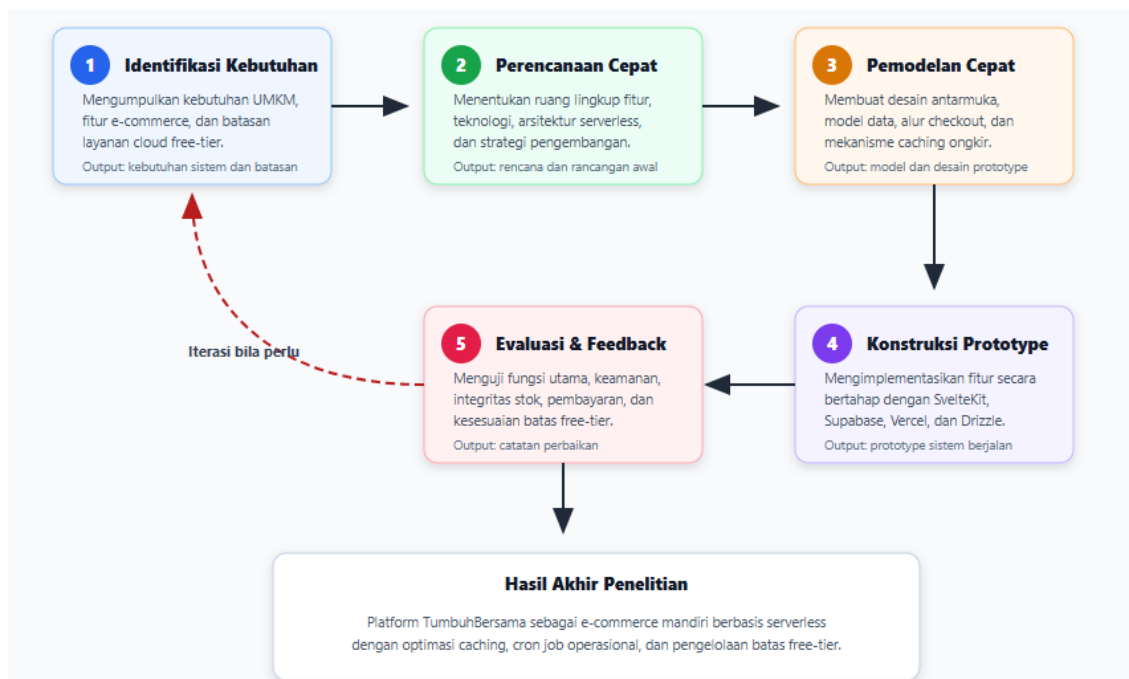 1 Identifikasi Kebutuhan
Mengumpulkan kebutuhan UMKM,
fitur e-commerce, dan batasan
layanan cloud free-tier.
Output: kebutuhan sistem dan batasan
2 Perencanaan Cepat
Menentukan ruang lingkup fitur,
teknologi, arsitektur serverless,
dan strategi pengembangan.
Output: rencana dan rancangan awal
3 Pemodelan Cepat
Membuat desain antarmuka,
model data, alur checkout, dan
mekanisme caching ongkir.
Output: model dan desain prototype
4 Konstruksi Prototype
Mengimplementasikan fitur secara
bertahap dengan SvelteKit,
Supabase, Vercel, dan Drizzle.
Output: prototype sistem berjalan
5 Evaluasi & Feedback
Menguji fungsi utama, keamanan,
integritas stok, pembayaran, dan
kesesuaian batas free-tier.
Output: catatan perbaikan
Iterasi bila perlu
Hasil Akhir Penelitian
Platform TumbuhBersama sebagai e-commerce mandiri berbasis serverless
dengan optimasi caching, cron job operasional, dan pengelolaan batas free-tier.